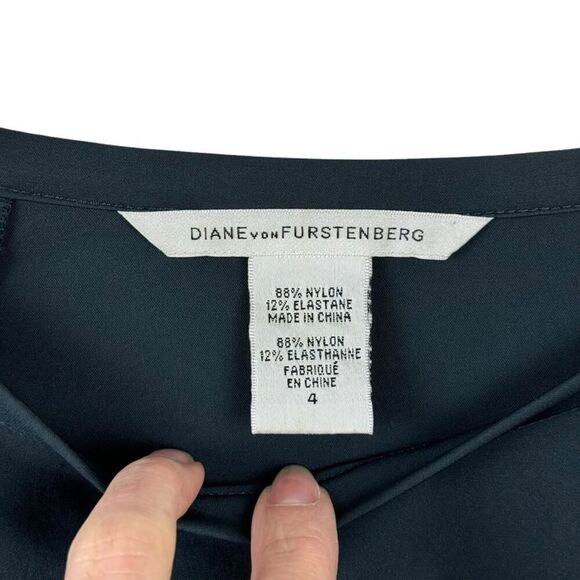 DIANE VON FURSTENBERG
88% NYLON
12% ELASTANE
MADE IN CHINA
88% NYLON
12% ELASTHANNE
FABRIQUÉ
EN CHINE
4